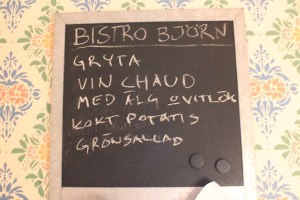 BISTRO BJÖRN
GRYTA
VIN CHAUD
MED ÄLG O VITLÖK
KOKT POTATIS
GRÖNSALLAD